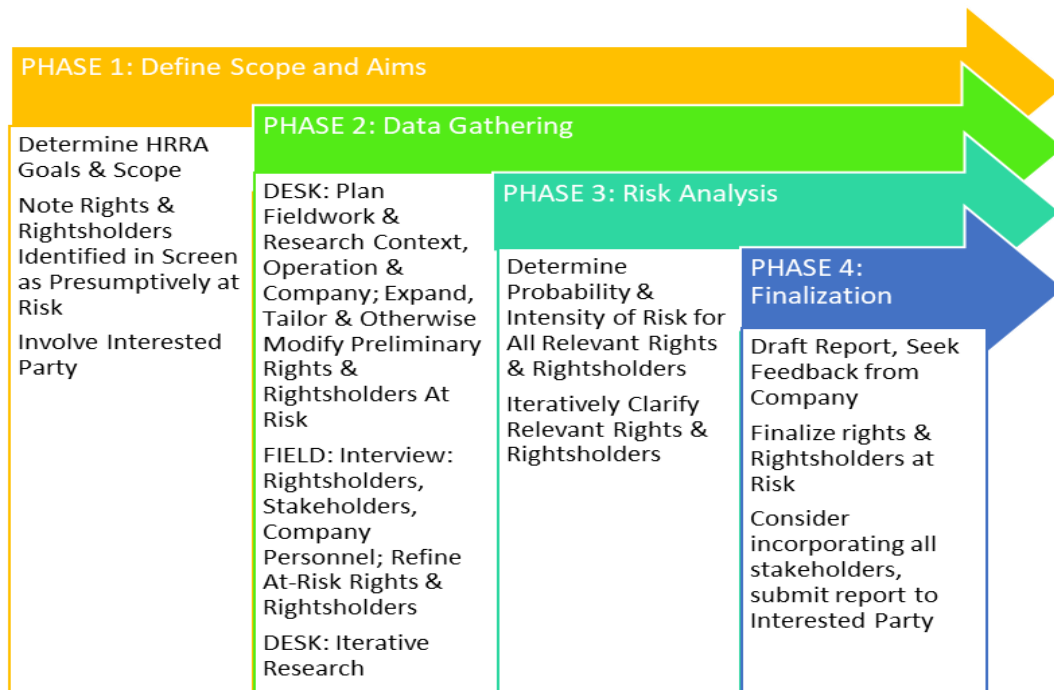 PHASE 1: Define Scope and Aims
Determine HRRA
Goals & Scope
Note Rights &
Rightsholders
Identified in Screen
as Presumptively at
Risk
Involve Interested
Party
PHASE 2: Data Gathering
DESK: Plan
Fieldwork &
Research Context,
Operation &
Company; Expand,
Tailor & Otherwise
Modify Preliminary
Rights &
Rightsholders At
Risk
FIELD: Interview:
Rightsholders,
Stakeholders,
Company
Personnel; Refine
At-Risk Rights &
Rightsholders
DESK: Iterative
Research
PHASE 3: Risk Analysis
Determine
Probability &
Intensity of Risk for
All Relevant Rights
& Rightsholders
Iteratively Clarify
Relevant Rights &
Rightsholders
PHASE 4:
Finalization
Draft Report, Seek
Feedback from
Company
Finalize rights &
Rightsholders at
Risk
Consider
incorporating all
stakeholders,
submit report to
Interested Party